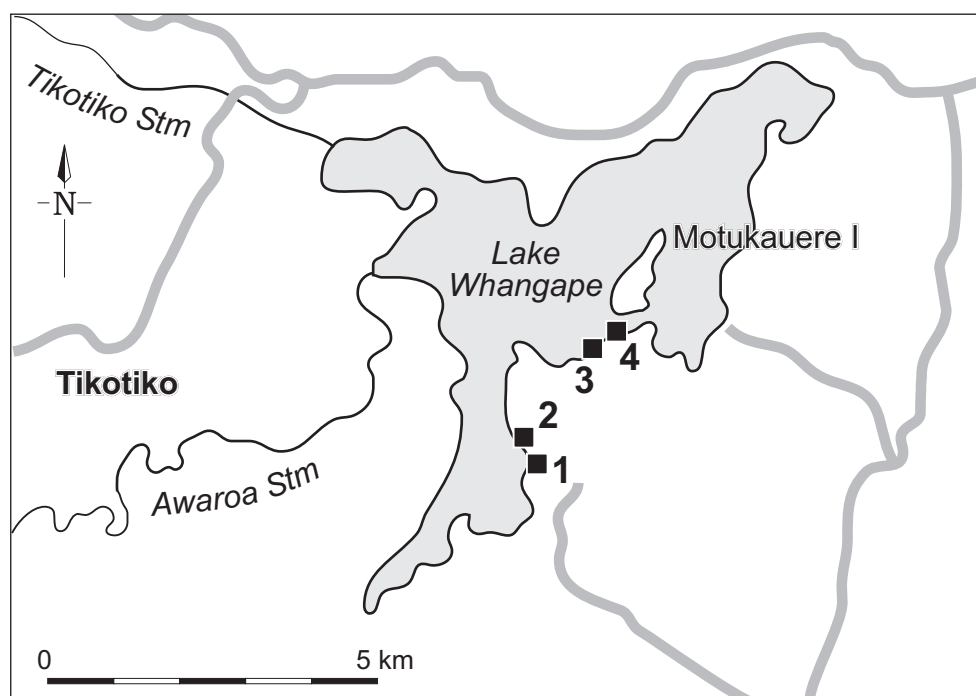 Tikotiko Stm
N
Lake
Whangape
Motukauere I
4
3
Tikotiko
2
1
Awaroa Stm
0 5 km